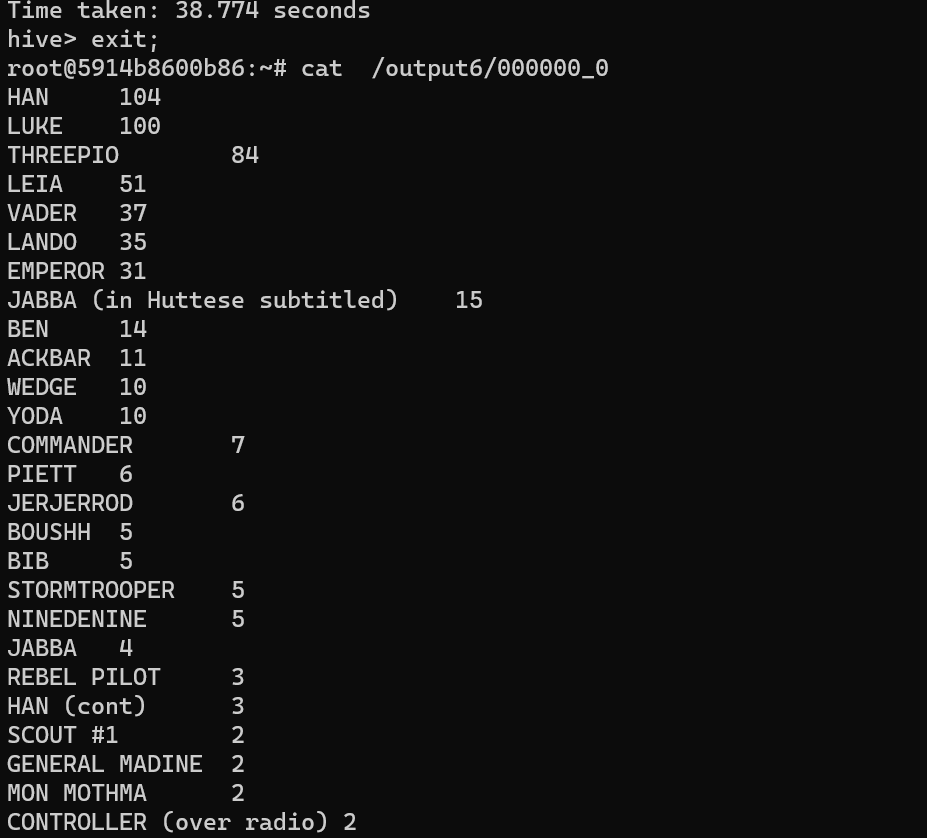 Time taken: 38.774 seconds
hive> exit;
root@5914b8600b86:~# cat  /output6/000000_0
HAN     104
LUKE    100
THREEPIO        84
LEIA    51
VADER   37
LANDO   35
EMPEROR 31
JABBA (in Huttese subtitled)    15
BEN     14
ACKBAR  11
WEDGE   10
YODA    10
COMMANDER       7
PIETT   6
JERJERROD       6
BOUSHH  5
BIB     5
STORMTROOPER    5
NINEDENINE      5
JABBA   4
REBEL PILOT     3
HAN (cont)      3
SCOUT #1        2
GENERAL MADINE  2
MON MOTHMA      2
CONTROLLER (over radio) 2